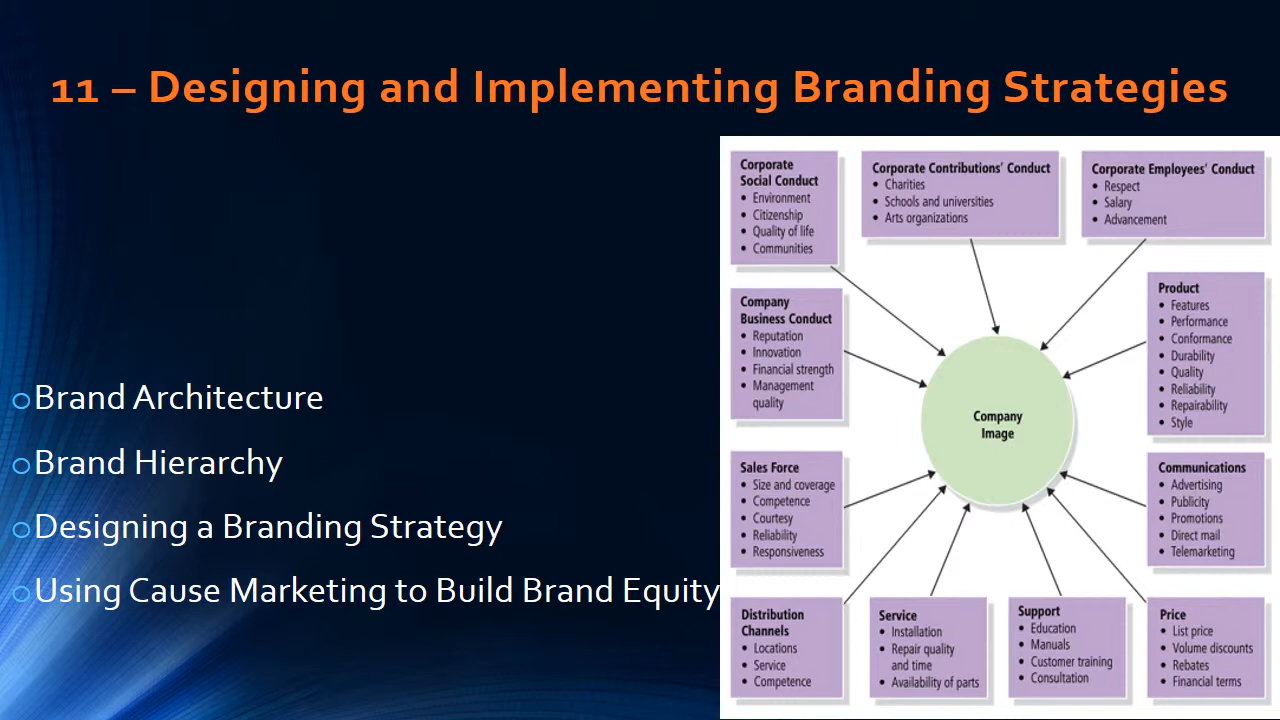 11 – Designing and Implementing Branding Strategies
○Brand Architecture
○Brand Hierarchy
○Designing a Branding Strategy
○Using Cause Marketing to Build Brand Equity
Corporate
Social Conduct
• Environment
• Citizenship
• Quality of life
• Communities
Corporate Contributions’ Conduct
• Charities
• Schools and universities
• Arts organizations
Corporate Employees’ Conduct
• Respect
• Salary
• Advancement
Company
Business Conduct
• Reputation
• Innovation
• Financial strength
• Management
quality
Product
• Features
• Performance
• Conformance
• Durability
• Quality
• Reliability
• Repairability
• Style
Company
Image
Sales Force
• Size and coverage
• Competence
• Courtesy
• Reliability
• Responsiveness
Communications
• Advertising
• Publicity
• Promotions
• Direct mail
• Telemarketing
Distribution
Channels
• Locations
• Service
• Competence
Service
• Installation
• Repair quality
and time
• Availability of parts
Support
• Education
• Manuals
• Customer training
• Consultation
Price
• List price
• Volume discounts
• Rebates
• Financial terms